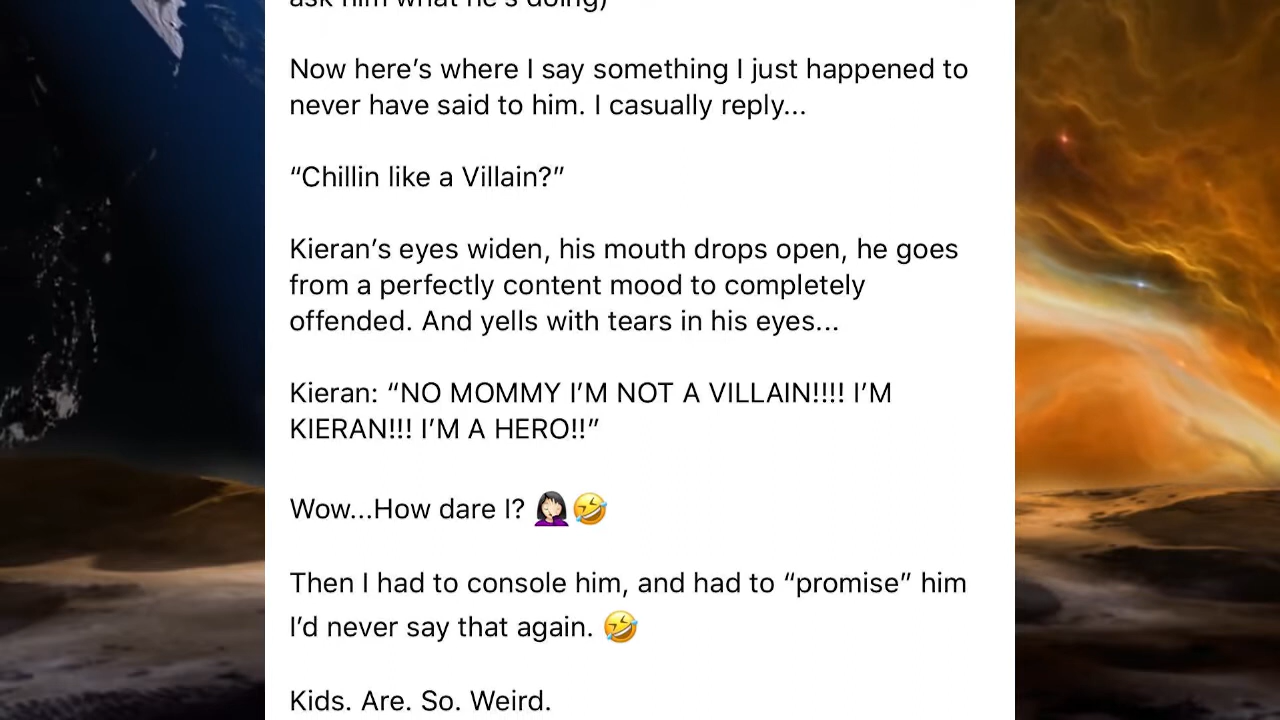 ask him what he's doing)
Now here’s where I say something I just happened to
never have said to him. I casually reply...
“Chillin like a Villain?”
Kieran’s eyes widen, his mouth drops open, he goes
from a perfectly content mood to completely
offended. And yells with tears in his eyes...
Kieran: “NO MOMMY I’M NOT A VILLAIN!!!! I’M
KIERAN!!! I’M A HERO!!”
Wow...How dare I? 🤦🏻‍♀️🤣
Then I had to console him, and had to “promise” him
I’d never say that again. 🤣
Kids. Are. So. Weird.